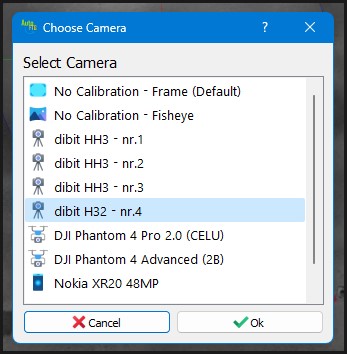 Choose Camera
?
Select Camera
No Calibration - Frame (Default)
No Calibration - Fisheye
dibit HH3 - nr.1
dibit HH3 - nr.2
dibit HH3 - nr.3
dibit H32 - nr.4
DJI Phantom 4 Pro 2.0 (CELU)
DJI Phantom 4 Advanced (2B)
Nokia XR20 48MP
Cancel
Ok